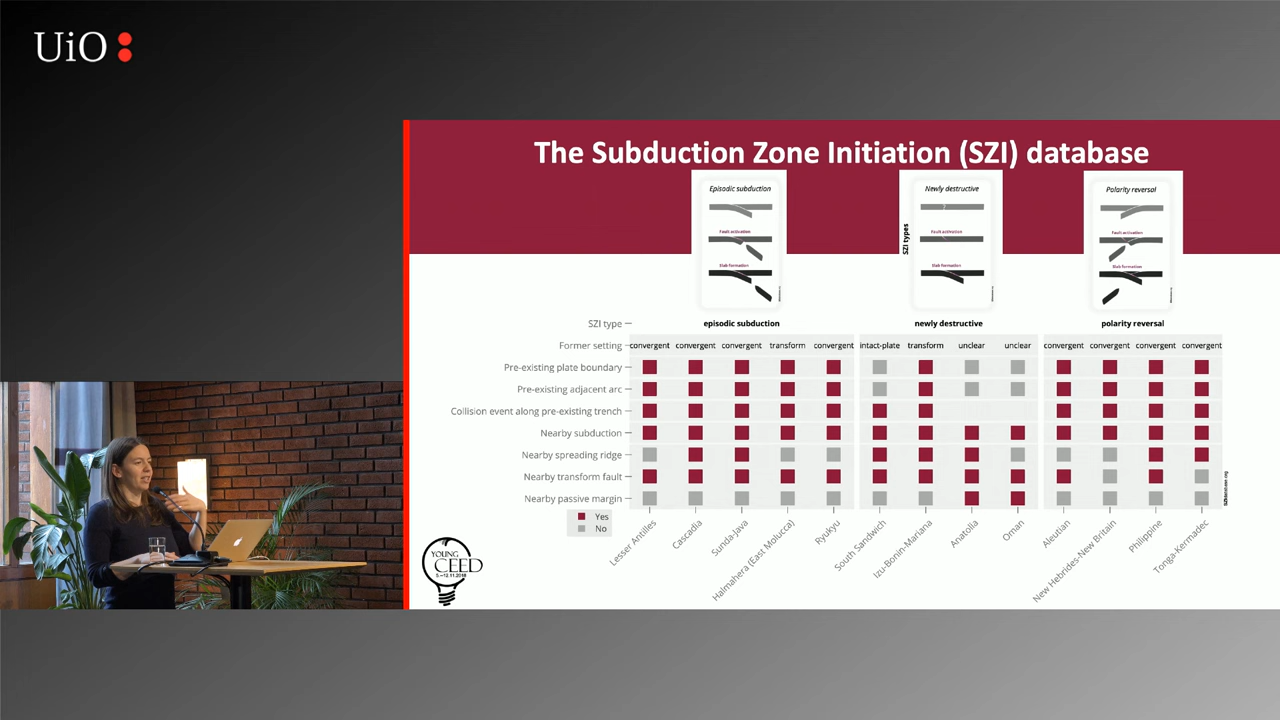 UiO
The Subduction Zone Initiation (SZI) database
Episodic subduction
Fault activation
Slab formation
SZI types
Newly destructive
Fault activation
Slab formation
Polarity reversal
Fault activation
Slab formation
SZI type
episodic subduction
newly destructive
polarity reversal
Former setting
convergent convergent convergent transform convergent intact-plate transform unclear unclear convergent convergent convergent convergent
Pre-existing plate boundary
Pre-existing adjacent arc
Collision event along pre-existing trench
Nearby subduction
Nearby spreading ridge
Nearby transform fault
Nearby passive margin
Yes
No
Lesser Antilles
Cascadia
Sunda-Java
Halmahera (East Molucca)
Ryukyu
South Sandwich
Izu-Bonin-Mariana
Anatolia
Oman
Aleutian
New Hebrides-New Britain
Philippine
Tonga-Kermadec
SZIdatabase.org
YOUNG
CEED
5.–12.11.2018